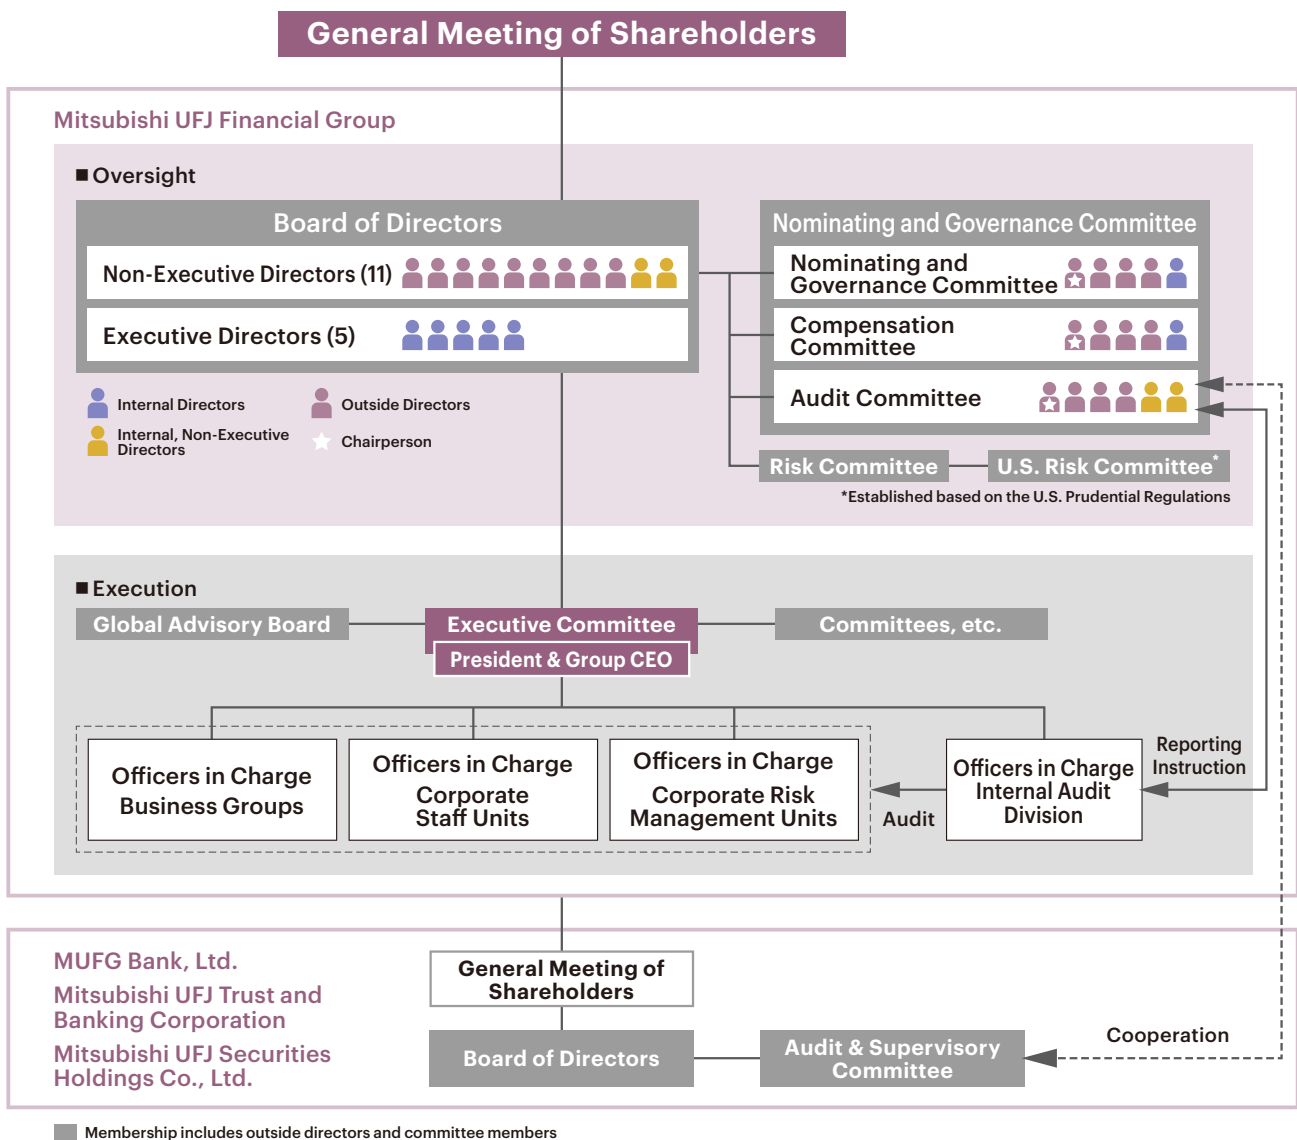 General Meeting of Shareholders
Mitsubishi UFJ Financial Group
Oversight
Board of Directors
Non-Executive Directors (11)
Executive Directors (5)
Internal Directors
Outside Directors
Internal, Non-Executive
Directors
Chairperson
Nominating and Governance Committee
Nominating and
Governance Committee
Compensation
Committee
Audit Committee
Risk Committee
U.S. Risk Committee*
*Established based on the U.S. Prudential Regulations
Execution
Global Advisory Board
Executive Committee
Committees, etc.
President & Group CEO
Officers in Charge
Business Groups
Officers in Charge
Corporate
Staff Units
Officers in Charge
Corporate Risk
Management Units
Audit
Officers in Charge
Internal Audit
Division
Reporting
Instruction
MUFG Bank, Ltd.
Mitsubishi UFJ Trust and
Banking Corporation
Mitsubishi UFJ Securities
Holdings Co., Ltd.
General Meeting of
Shareholders
Board of Directors
Audit & Supervisory
Committee
Cooperation
Membership includes outside directors and committee members